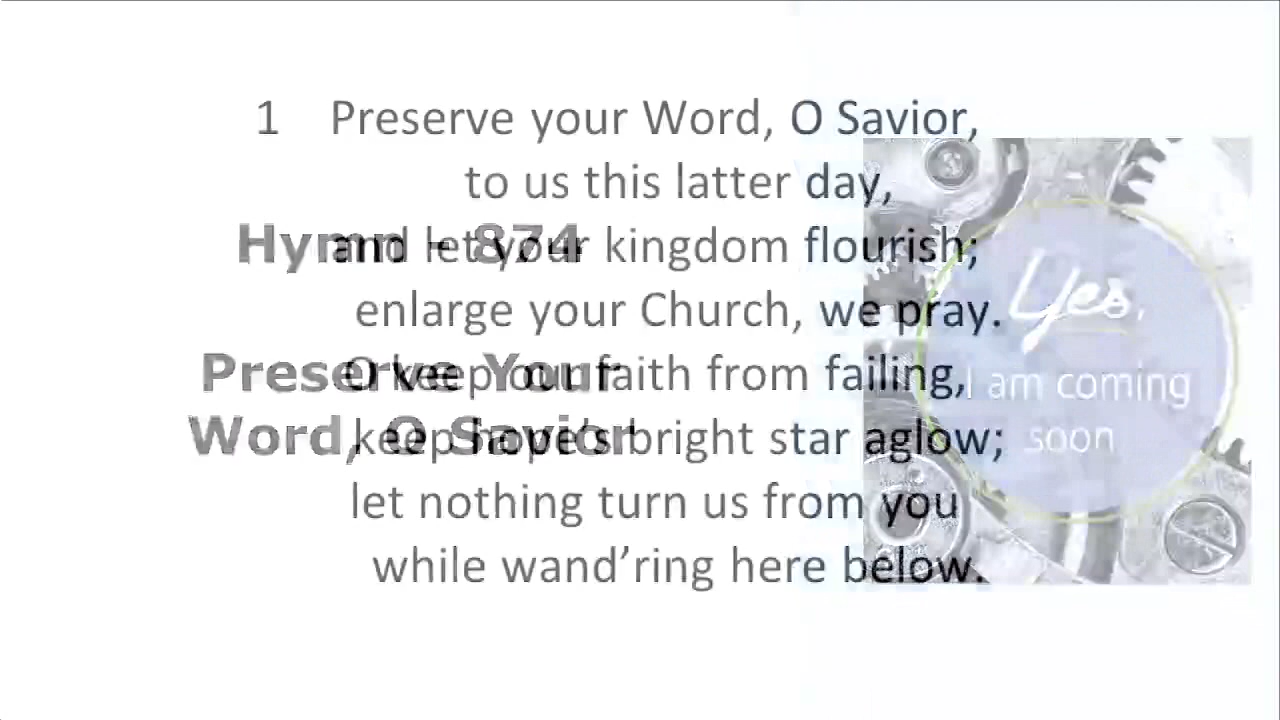 1 Preserve your Word, O Savior,
to us this latter day,
and let your kingdom flourish;
enlarge your Church, we pray.
O keep our faith from failing,
keep hope’s bright star aglow;
let nothing turn us from you
while wand’ring here below.
Hymn - 874
Preserve Your
Word, O Savior
Yes,
I am coming
soon